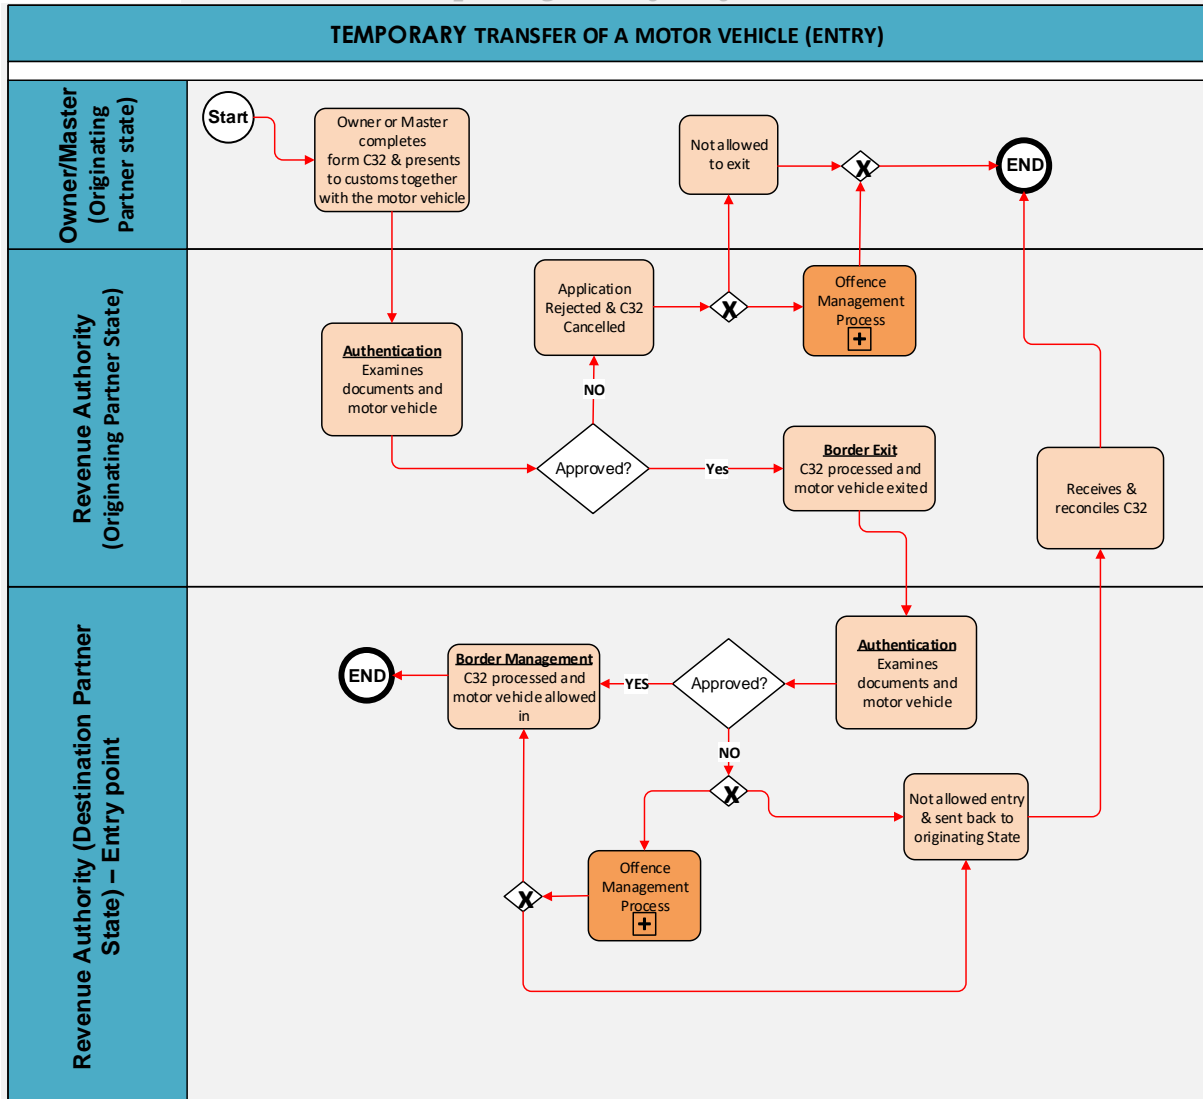 TEMPORARY TRANSFER OF A MOTOR VEHICLE (ENTRY)
Owner/Master
(Originating
Partner state)
Start
Owner or Master
completes
form C32 & presents
to customs together
with the motor vehicle
Not allowed
to exit
X
END
Revenue Authority
(Originating Partner State)
Authentication
Examines
documents and
motor vehicle
Application
Rejected & C32
Cancelled
X
Offence
Management
Process
+
NO
Approved?
Yes
Border Exit
C32 processed and
motor vehicle exited
Receives &
reconciles C32
Revenue Authority (Destination Partner
State) – Entry point
END
Border Management
C32 processed and
motor vehicle allowed
in
YES
Approved?
Authentication
Examines
documents and
motor vehicle
NO
X
Not allowed entry
& sent back to
originating State
X
Offence
Management
Process
+